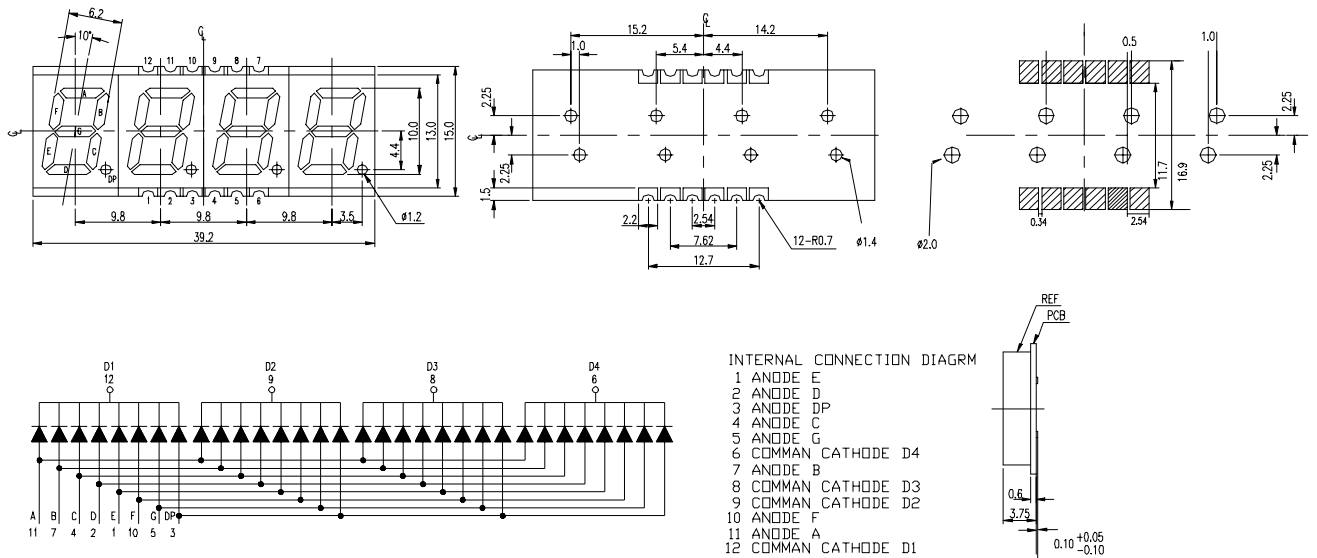 6.2
10°
℄
12 11 10 9 8 7
A
F B
G
℄
E C
D
DP
1 2 3 4 5 6
10.0
13.0
15.0
4.4
9.8 9.8 9.8 3.5
ø1.2
39.2
℄
15.2 14.2
1.0
5.4 4.4
2.25
℄
2.25
1.5
2.2 2.54
7.62
12.7
12-R0.7
ø1.4
0.5
1.0
2.25
2.25
11.7
16.9
ø2.0
0.34
2.54
D1 D2 D3 D4
12 9 8 6
A B C D E F G DP
11 7 4 2 1 10 5 3
INTERNAL CONNECTION DIAGRM
1 ANODE E
2 ANODE D
3 ANODE DP
4 ANODE C
5 ANODE G
6 COMMAN CATHODE D4
7 ANODE B
8 COMMAN CATHODE D3
9 COMMAN CATHODE D2
10 ANODE F
11 ANODE A
12 COMMAN CATHODE D1
REF
PCB
0.6
3.75
0.10 +0.05
-0.10